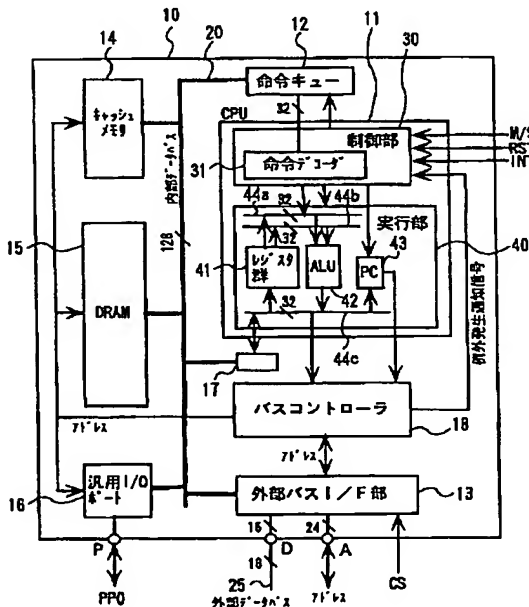 10
14
20
12
11
30
命令キュー
キャッシュ
メモリ
CPU
32
制御部
M/S
RS
INT
31
命令デコーダ
内部データバス
44a
32
44b
実行部
40
15
128
32
41
レジスタ
群
ALU
PC
43
DRAM
32
42
例外発生通知信号
17
44c
アドレス
バスコントローラ
18
アドレス
汎用I/O
ポート
16
外部バスI/F部
13
16
24
P
D
A
18
CS
PPO
25
外部データバス
アドレス